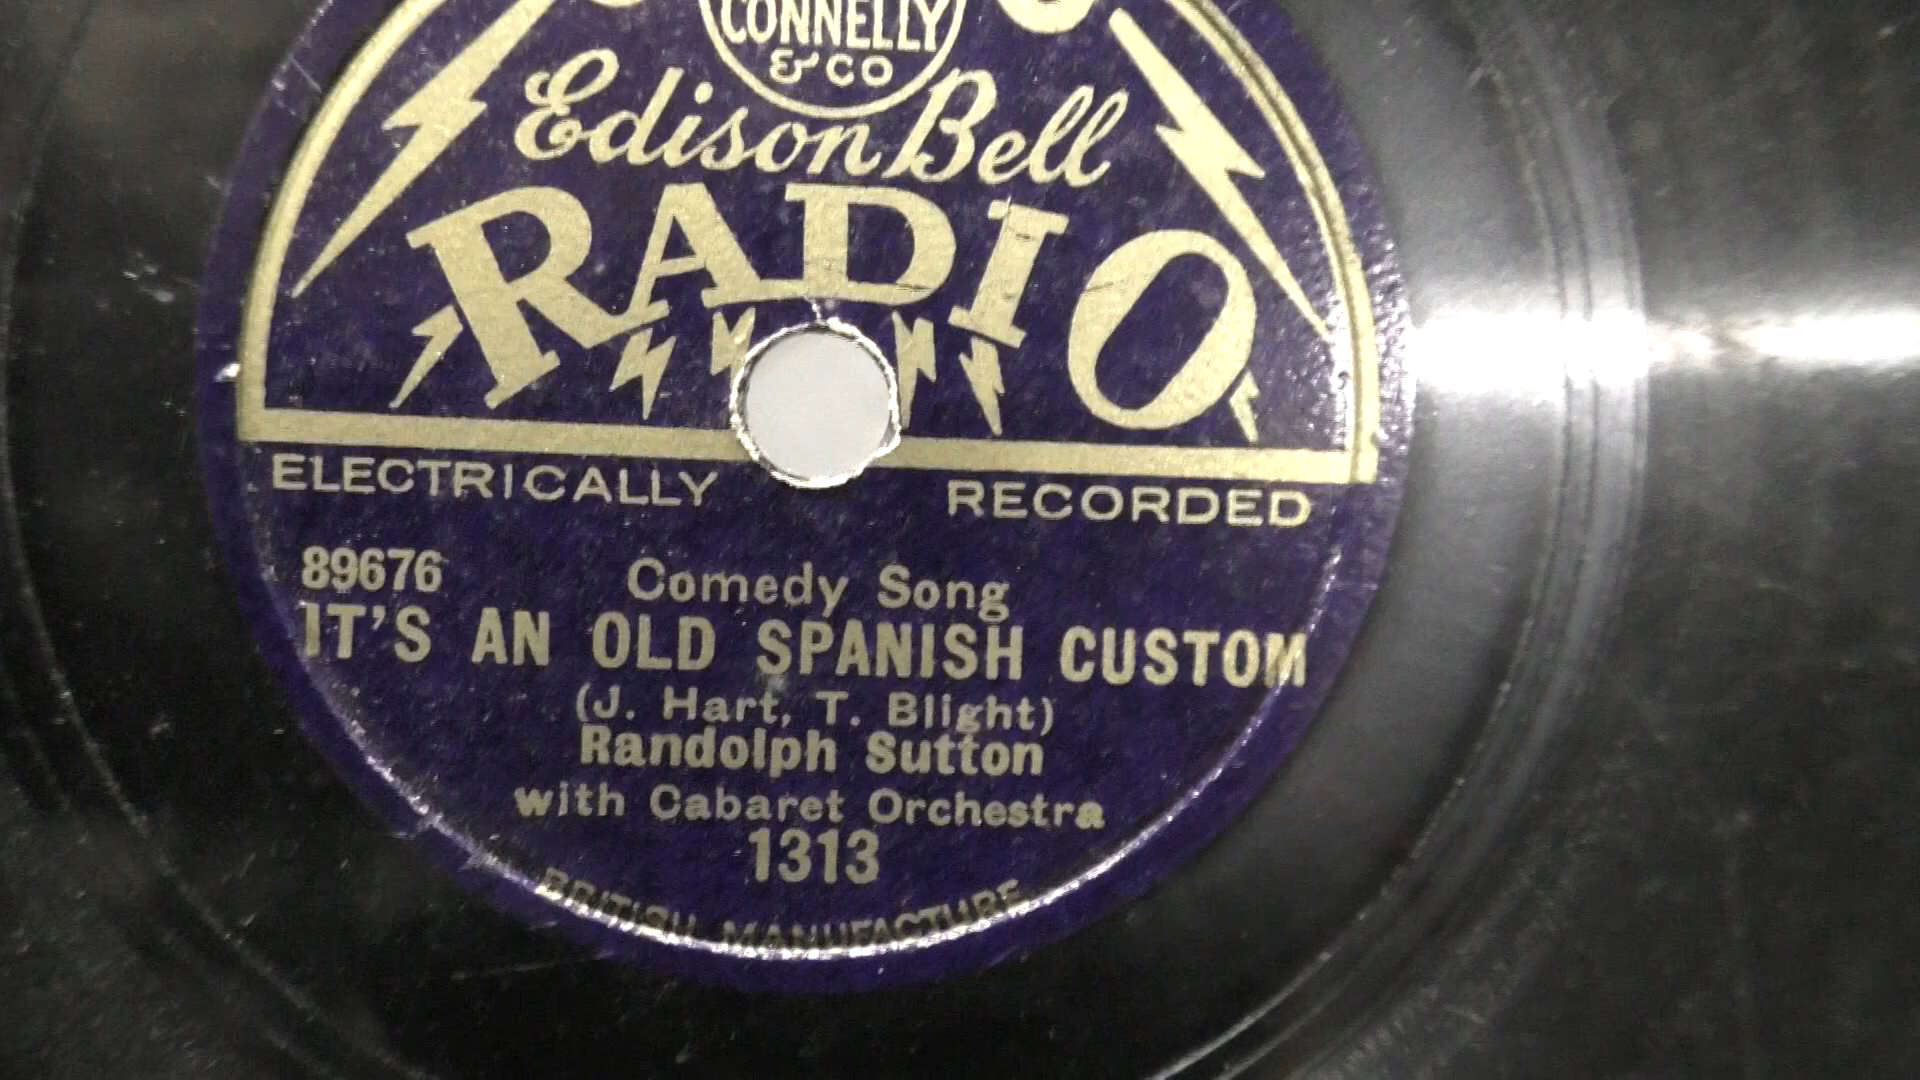 CONNELLY
& CO
Edison Bell
RADIO
ELECTRICALLY RECORDED
89676 Comedy Song
IT'S AN OLD SPANISH CUSTOM
(J. Hart, T. Blight)
Randolph Sutton
with Cabaret Orchestra
1313
BRITISH MANUFACTURE